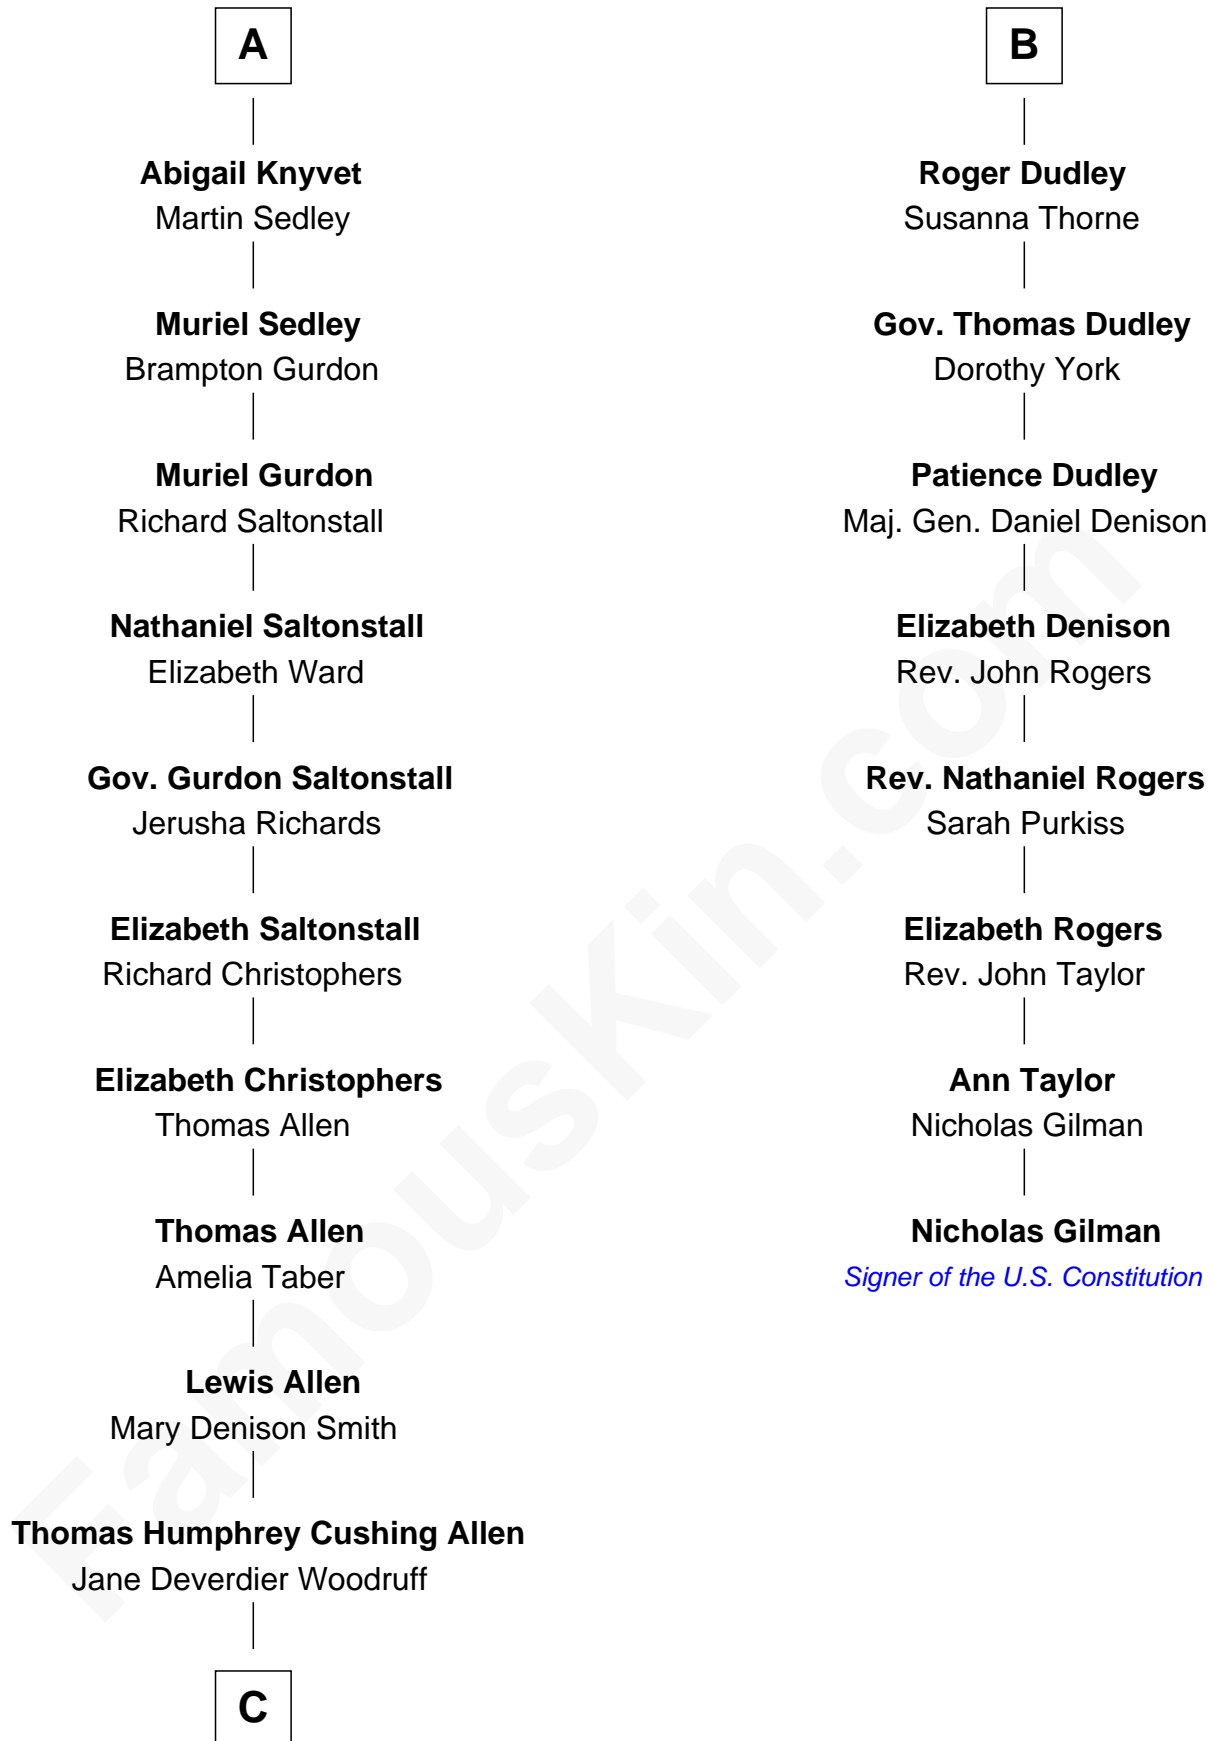 A
Abigail Knyvet
Martin Sedley
Muriel Sedley
Brampton Gurdon
Muriel Gurdon
Richard Saltonstall
Nathaniel Saltonstall
Elizabeth Ward
Gov. Gurdon Saltonstall
Jerusha Richards
Elizabeth Saltonstall
Richard Christophers
Elizabeth Christophers
Thomas Allen
Thomas Allen
Amelia Taber
Lewis Allen
Mary Denison Smith
Thomas Humphrey Cushing Allen
Jane Deverdier Woodruff
C
B
Roger Dudley
Susanna Thorne
Gov. Thomas Dudley
Dorothy York
Patience Dudley
Maj. Gen. Daniel Denison
Elizabeth Denison
Rev. John Rogers
Rev. Nathaniel Rogers
Sarah Purkiss
Elizabeth Rogers
Rev. John Taylor
Ann Taylor
Nicholas Gilman
Nicholas Gilman
Signer of the U.S. Constitution
FamousKin.com